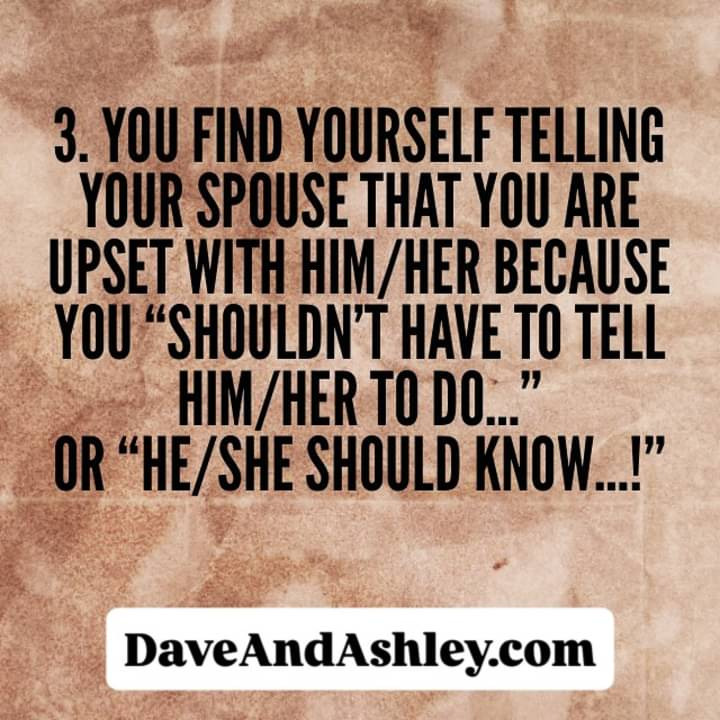 3. YOU FIND YOURSELF TELLING
YOUR SPOUSE THAT YOU ARE
UPSET WITH HIM/HER BECAUSE
YOU “SHOULDN’T HAVE TO TELL
HIM/HER TO DO...”
OR “HE/SHE SHOULD KNOW...!”
DaveAndAshley.com